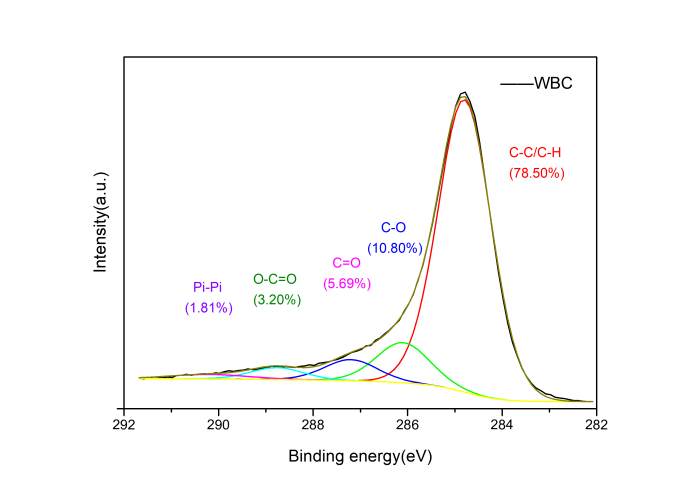 WBC
C-C/C-H
(78.50%)
C-O
(10.80%)
C=O
(5.69%)
O-C=O
(3.20%)
Pi-Pi
(1.81%)
Intensity(a.u.)
292
290
288
286
284
282
Binding energy(eV)